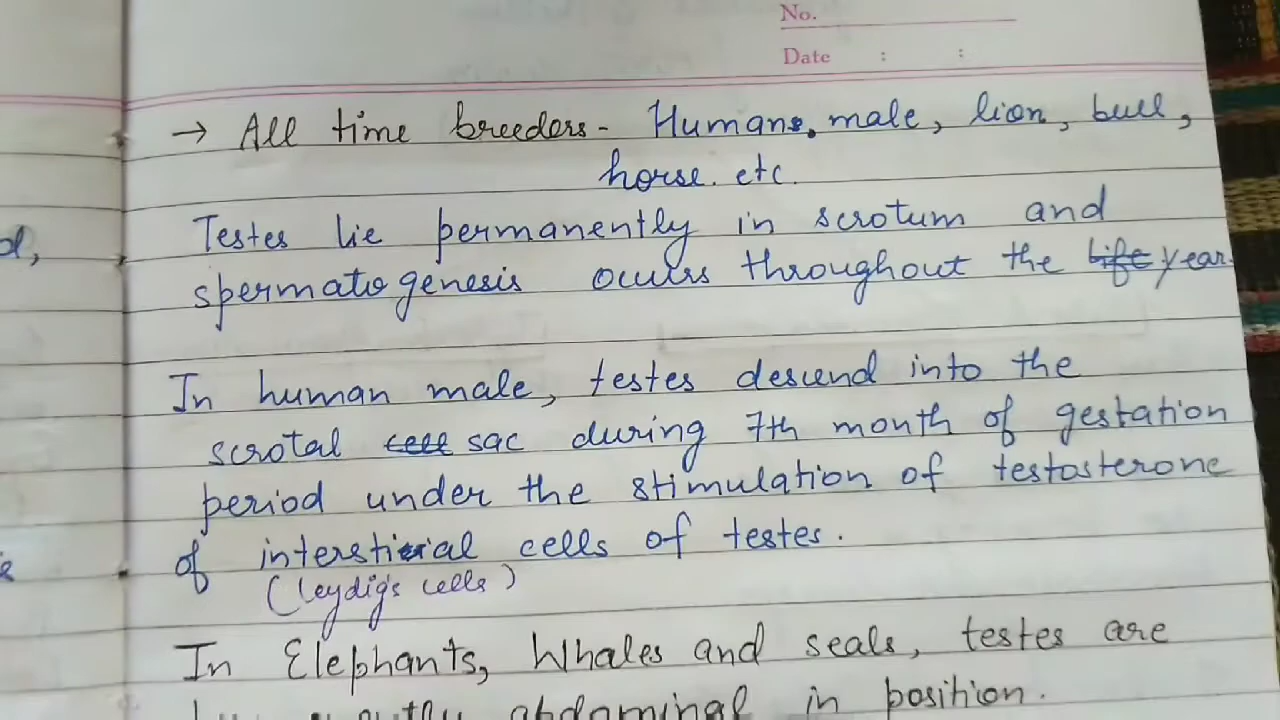 No.
Date : :
→ All time breeders - Humans. male, lion, bull,
horse. etc.
Testes lie permanently in scrotum and
d,
spermatogenesis occurs throughout the life year.
In human male, testes descend into the
scrotal cell sac during 7th month of gestation
period under the stimulation of testosterone
of interstitial cells of testes.
(leydig's cells)
In Elephants, Whales and seals, testes are
abdominal in position.